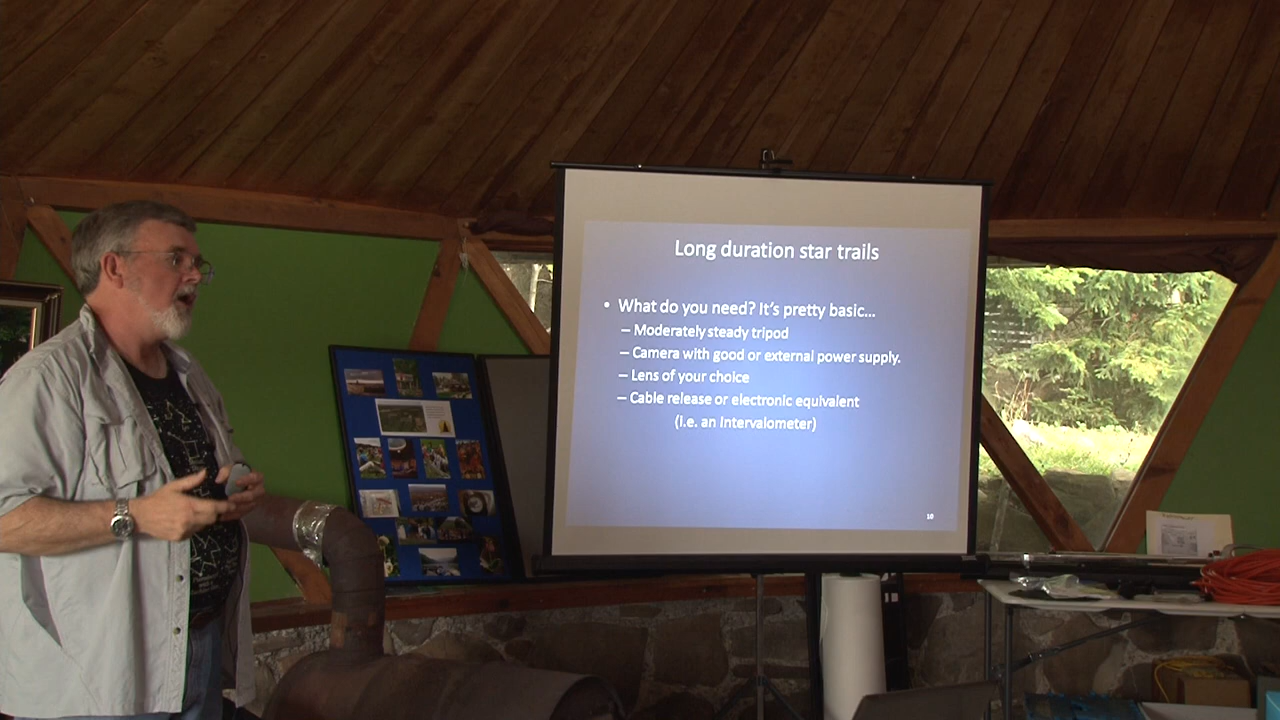 Long duration star trails
• What do you need? It's pretty basic...
– Moderately steady tripod
– Camera with good or external power supply.
– Lens of your choice
– Cable release or electronic equivalent
(i.e. an Intervalometer)
10